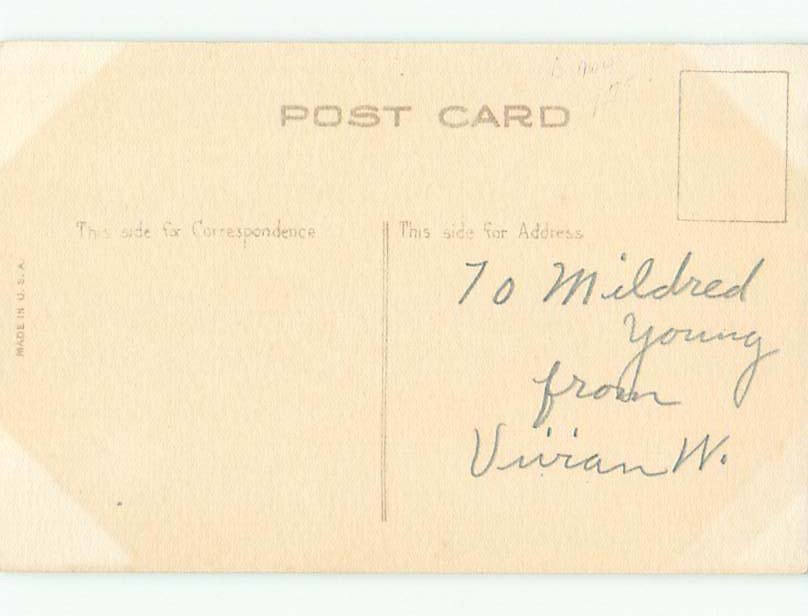 POST CARD
This side for Correspondence
This side for Address
To Mildred
Young
from
Vivian W.
MADE IN U.S.A.